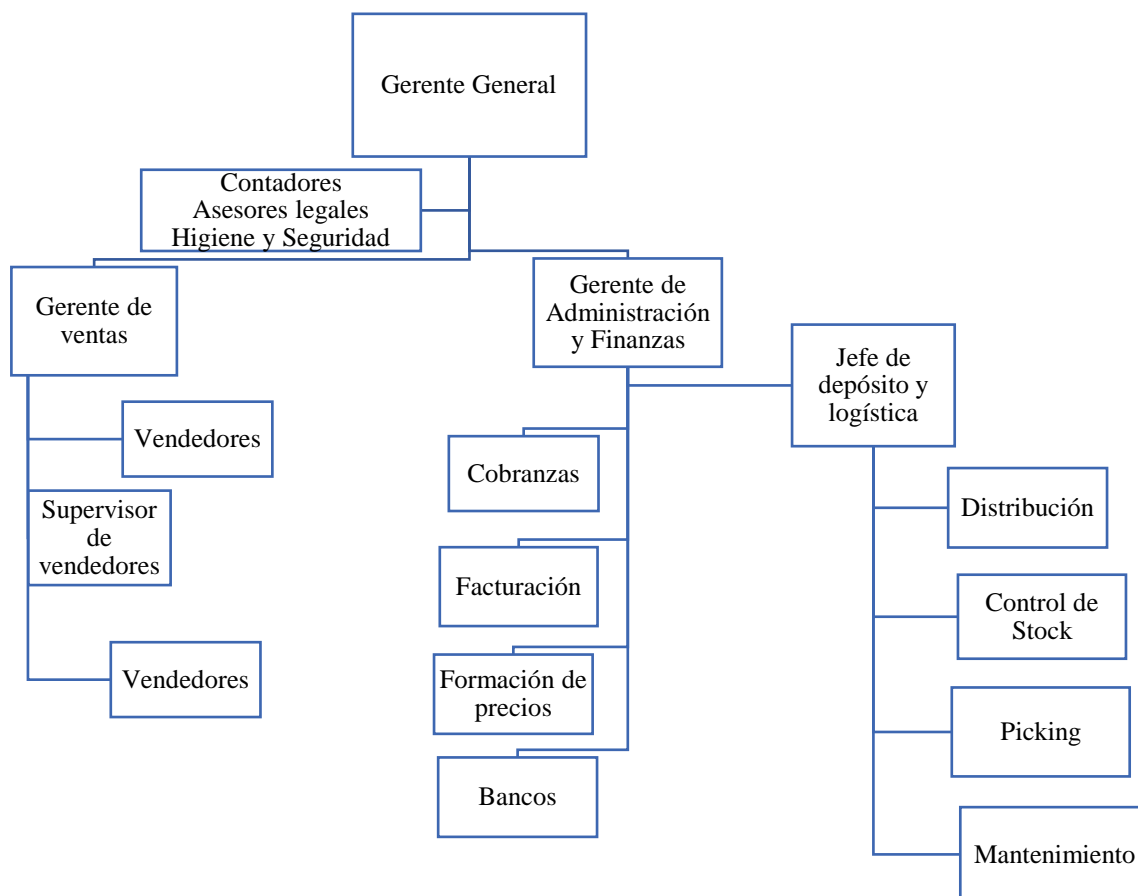 Gerente General
Contadores
Asesores legales
Higiene y Seguridad
Gerente de
ventas
Vendedores
Supervisor
de
vendedores
Vendedores
Gerente de
Administración
y Finanzas
Cobranzas
Facturación
Formación de
precios
Bancos
Jefe de
depósito y
logística
Distribución
Control de
Stock
Picking
Mantenimiento